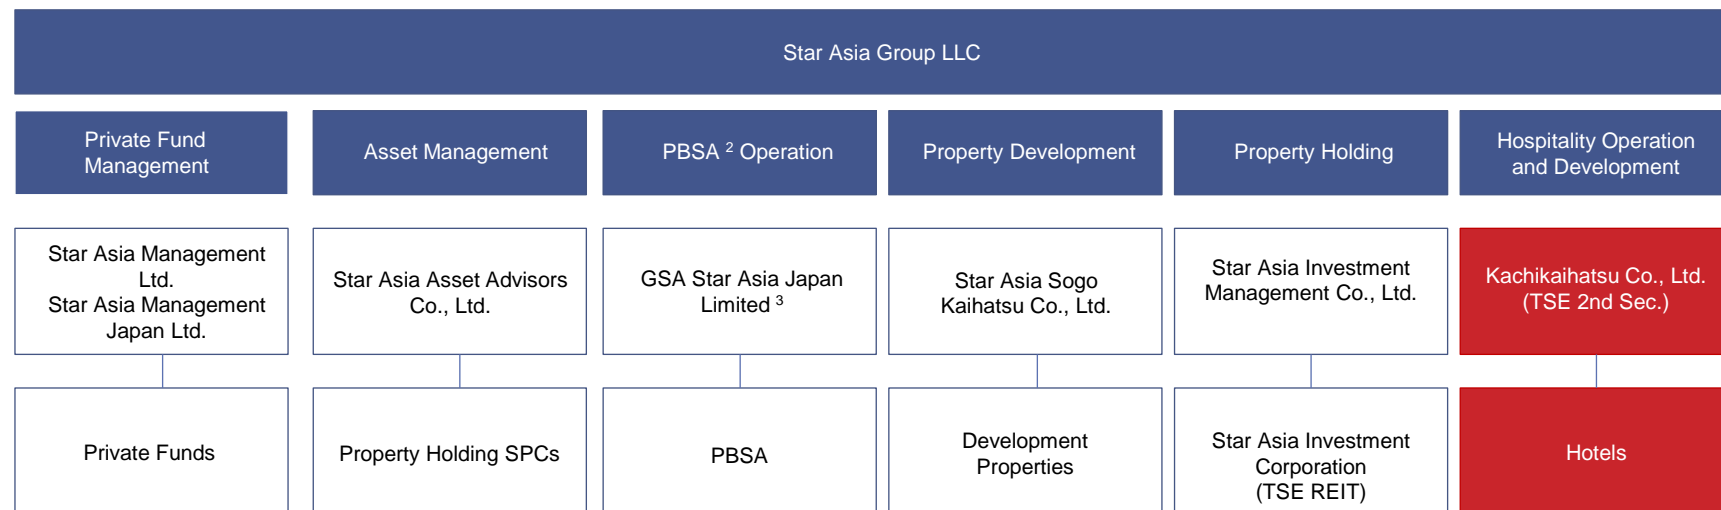 Star Asia Group LLC
Private Fund
Management
Asset Management
PBSA ² Operation
Property Development
Property Holding
Hospitality Operation
and Development
Star Asia Management
Ltd.
Star Asia Management
Japan Ltd.
Star Asia Asset Advisors
Co., Ltd.
GSA Star Asia Japan
Limited ³
Star Asia Sogo
Kaihatsu Co., Ltd.
Star Asia Investment
Management Co., Ltd.
Kachikaihatsu Co., Ltd.
(TSE 2nd Sec.)
Private Funds
Property Holding SPCs
PBSA
Development
Properties
Star Asia Investment
Corporation
(TSE REIT)
Hotels